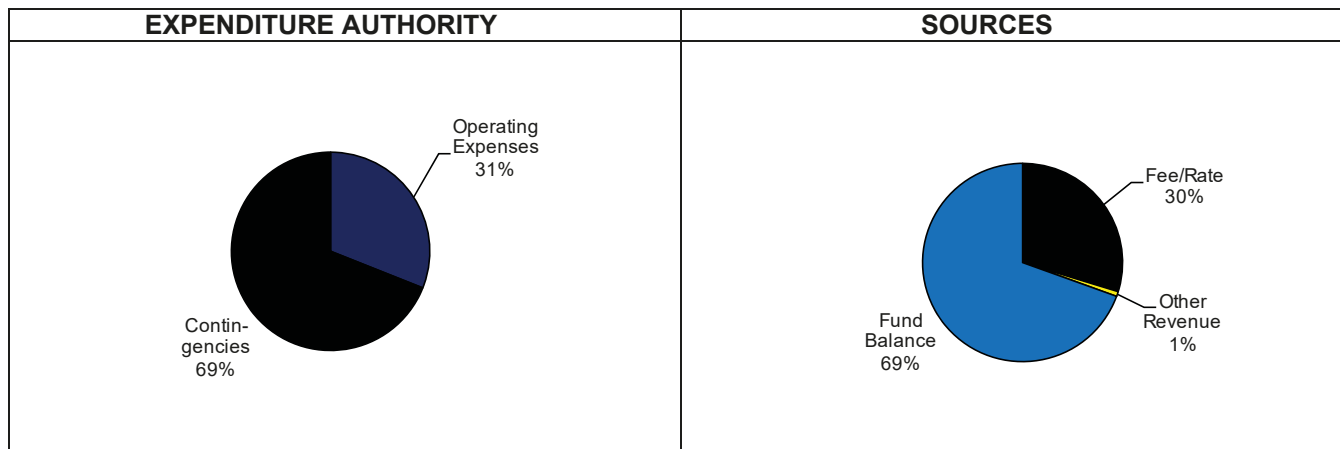 EXPENDITURE AUTHORITY
SOURCES
Operating
Expenses
31%
Contin-
gencies
69%
Fee/Rate
30%
Other
Revenue
1%
Fund
Balance
69%